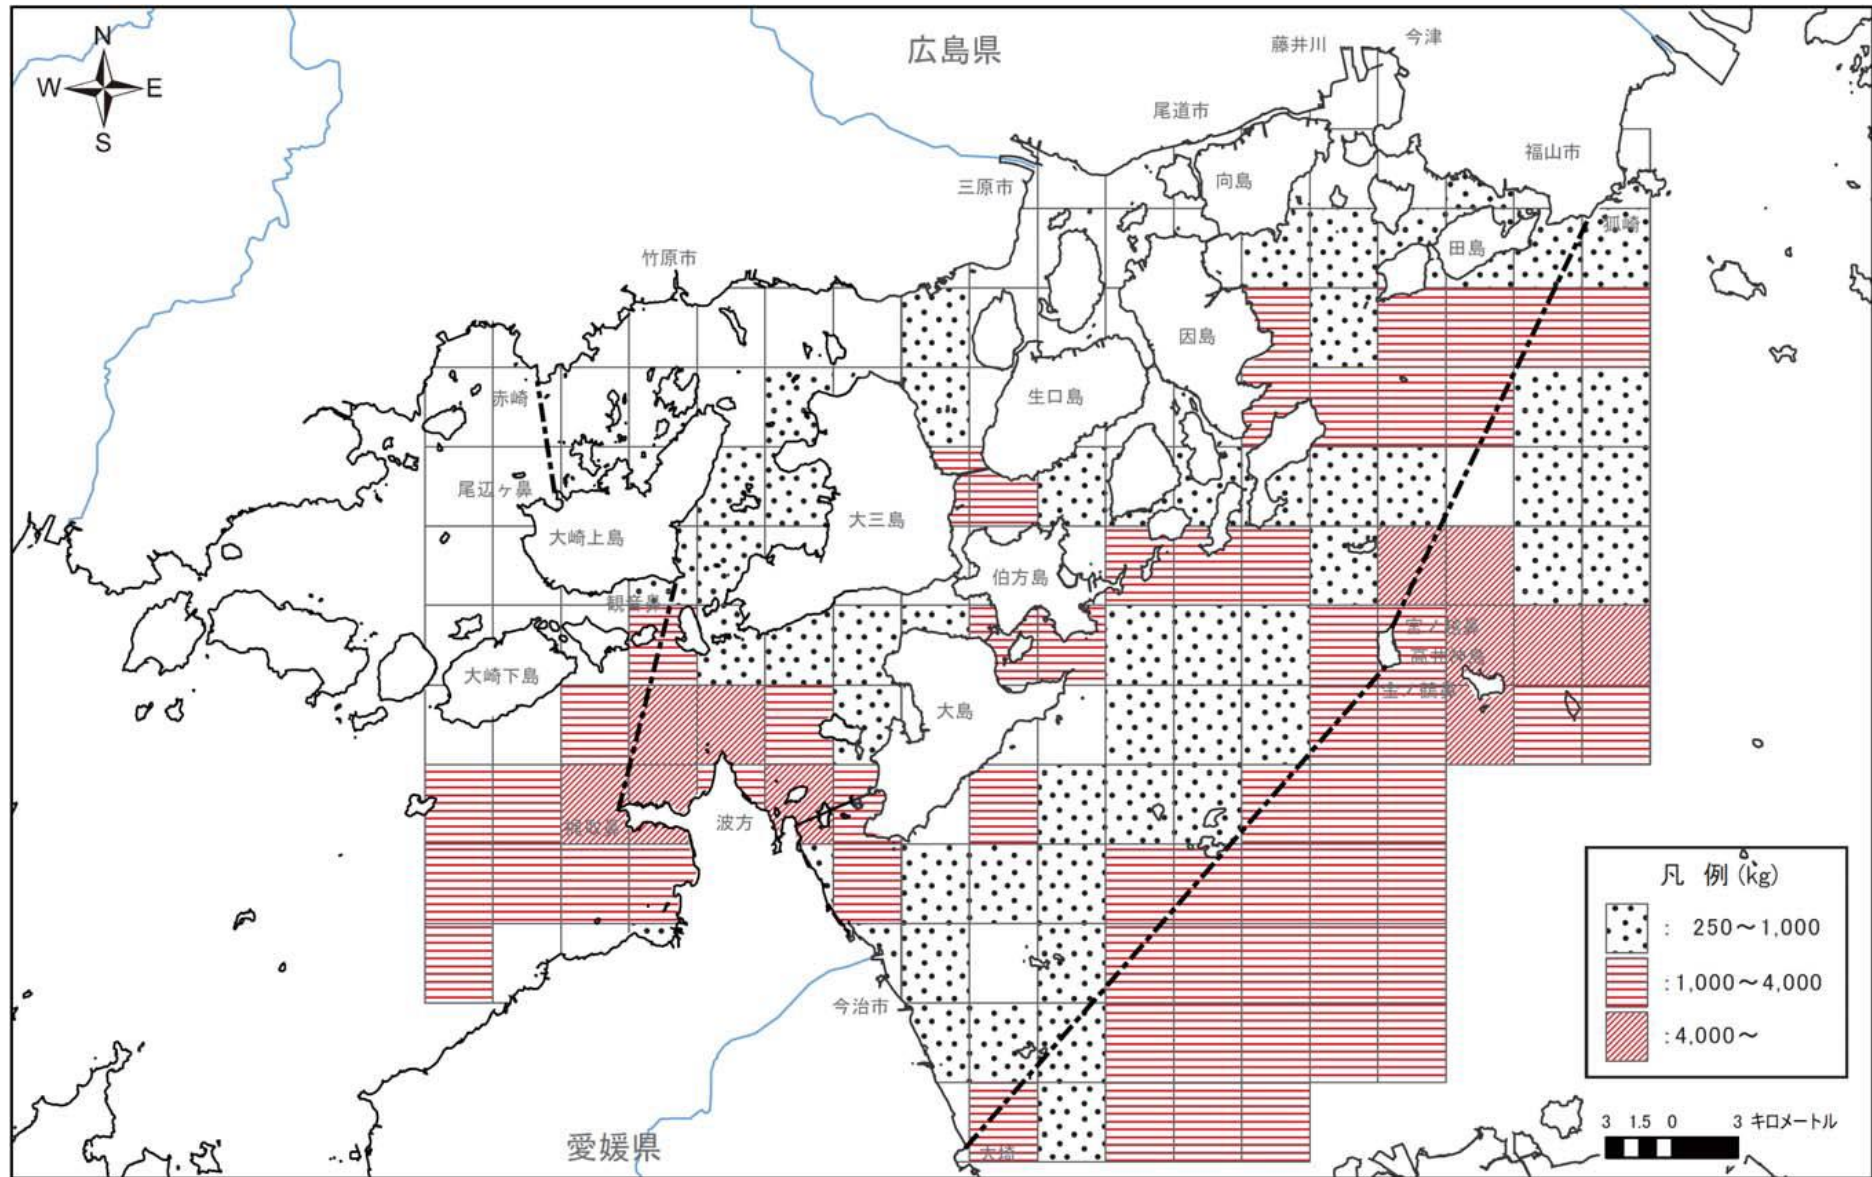 N
W E
S
広島県
藤井川
今津
尾道市
福山市
三原市
向島
狐崎
田島
竹原市
因島
赤崎
生口島
尾辺ヶ鼻
大三島
大崎上島
伯方島
観音鼻
高井神島
大崎下島
大島
波方
梶取鼻
凡 例 (kg)
: 250～1,000
:1,000～4,000
:4,000～
今治市
愛媛県
大埼
3 1.5 0 3 キロメートル